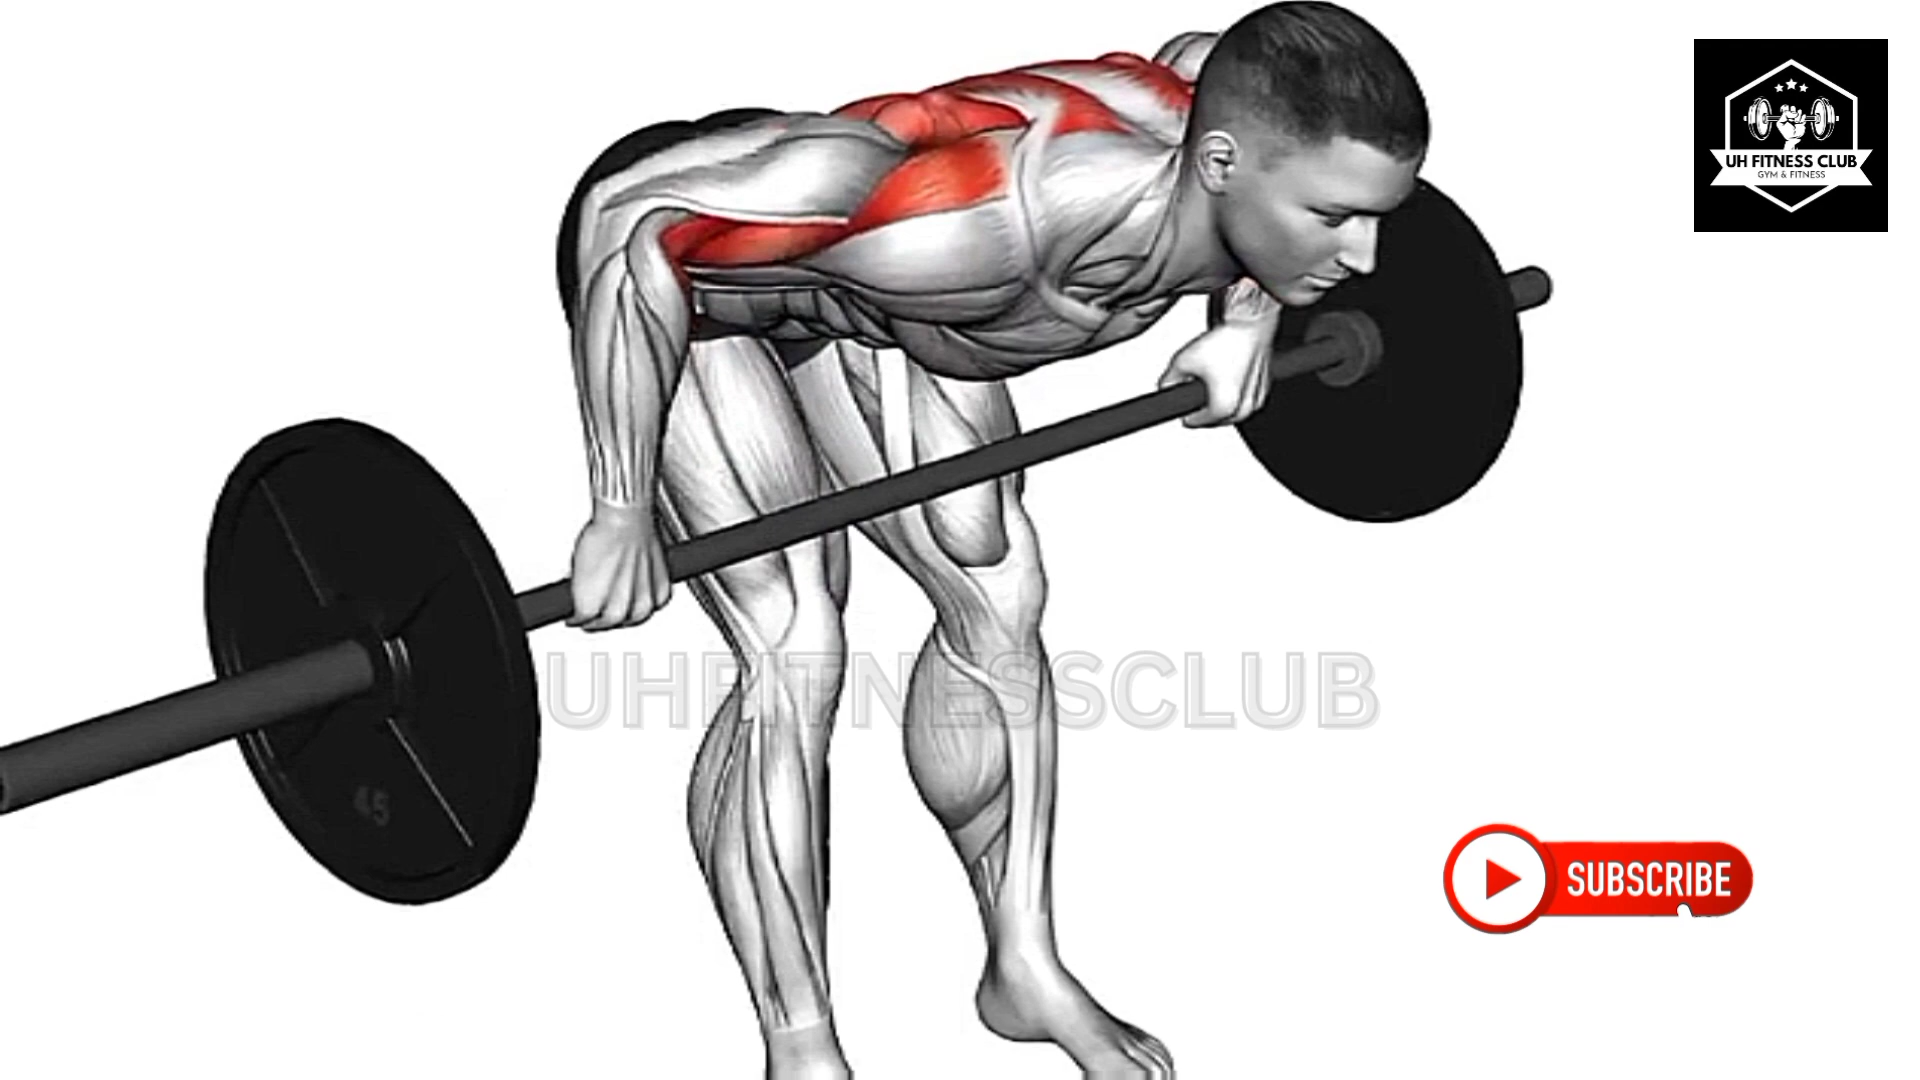 UH FITNESS CLUB
GYM & FITNESS
45
UHFITNESSCLUB
SUBSCRIBE